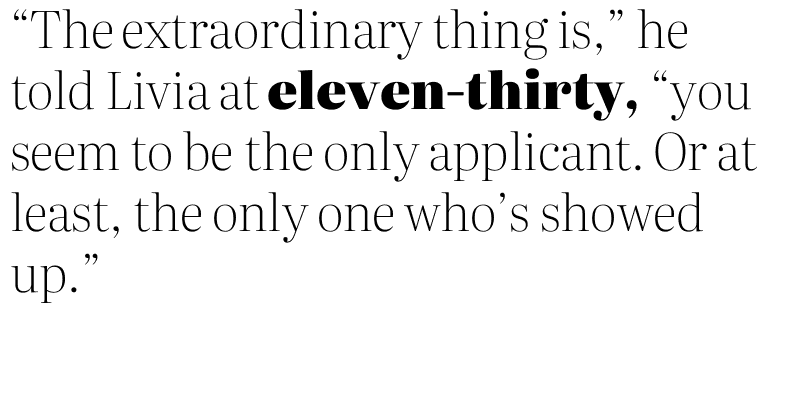 “The extraordinary thing is,” he
told Livia at eleven-thirty, “you
seem to be the only applicant. Or at
least, the only one who’s showed
up.”